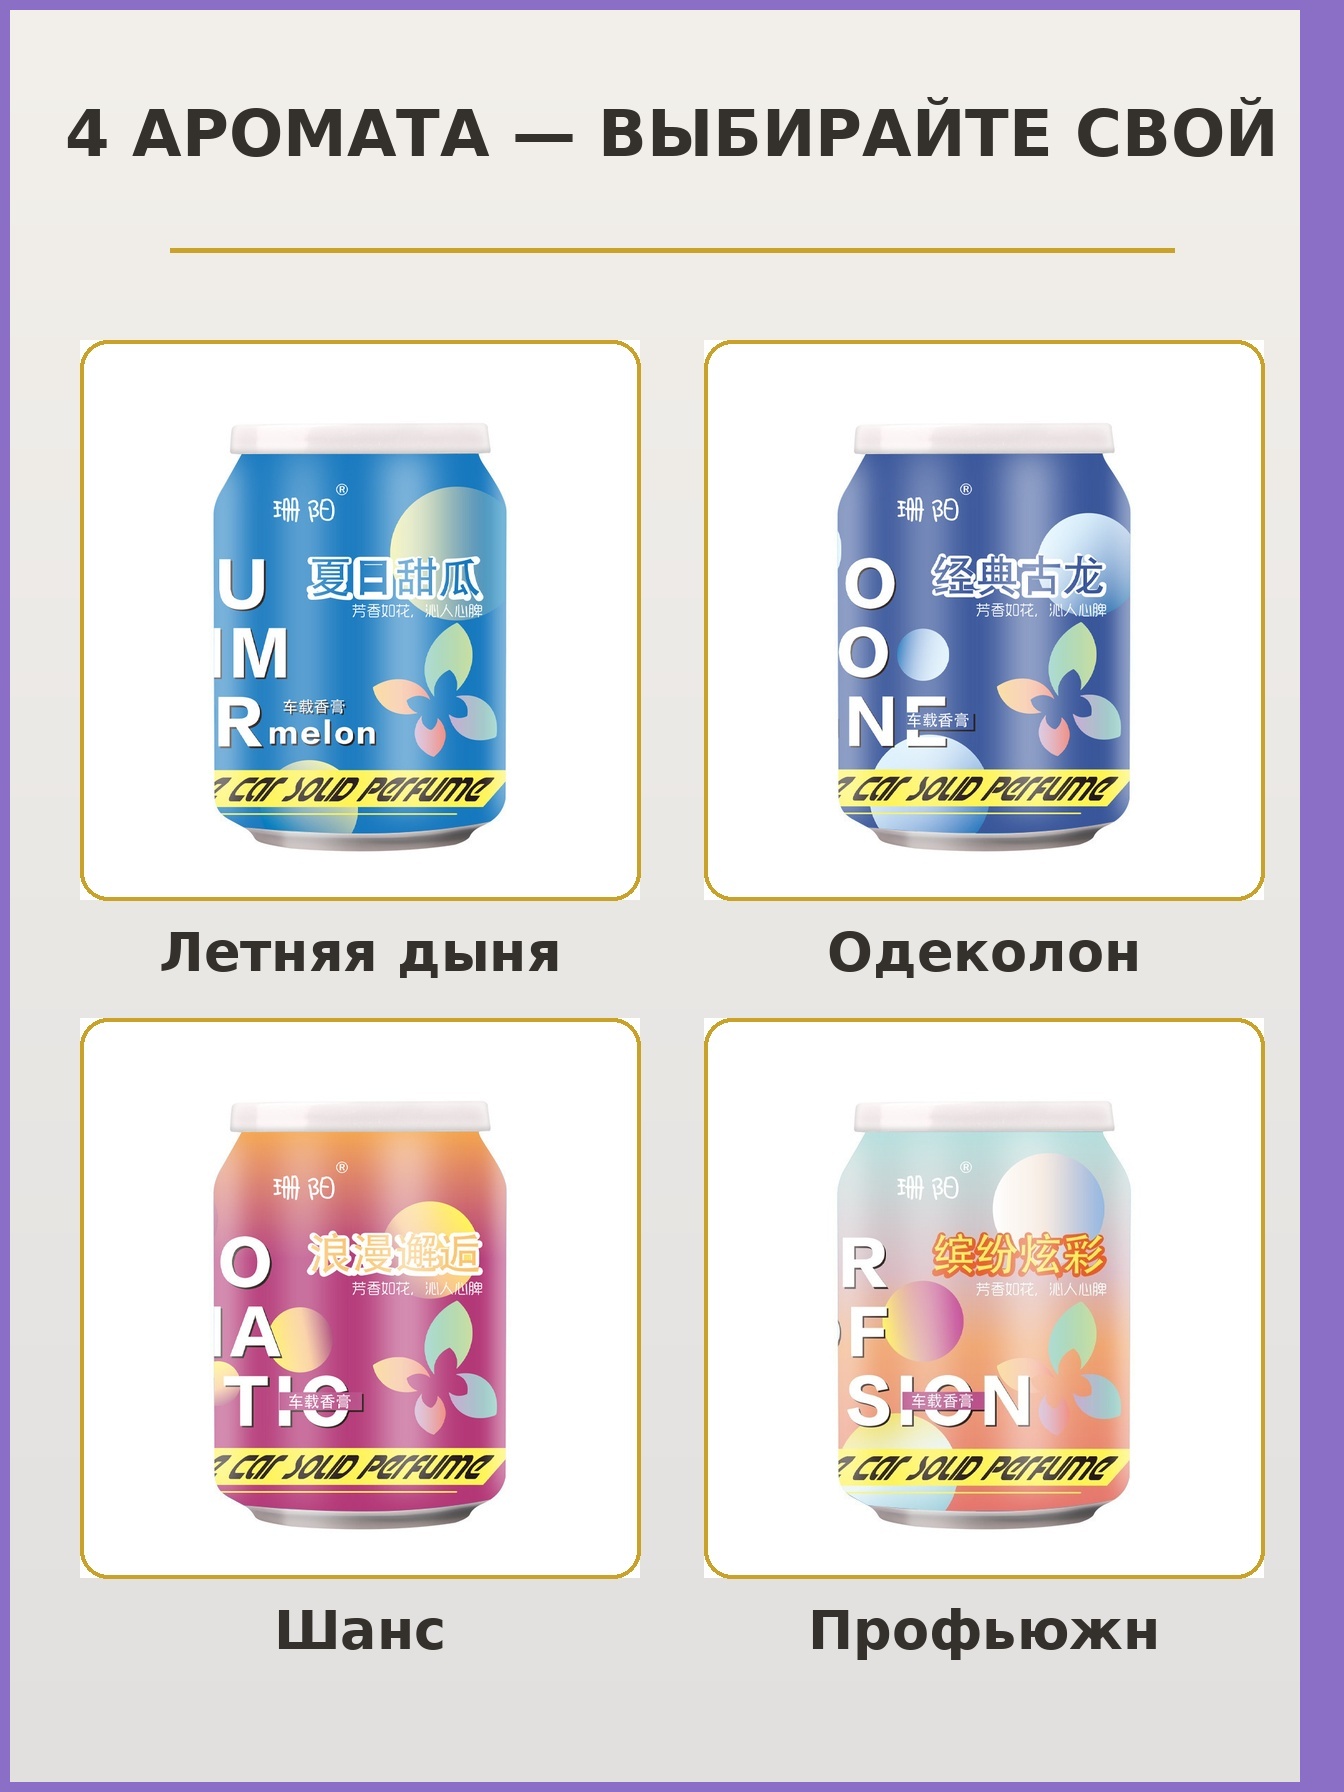 4 АРОМАТА — ВЫБИРАЙТЕ СВОЙ
珊阳®
夏日甜瓜
芳香如花，沁人心脾
U
IM
R
车载香膏
melon
CAR SOLID PERFUME
珊阳®
经典古龙
芳香如花，沁人心脾
O
O
NE
车载香膏
CAR SOLID PERFUME
Летняя дыня
Одеколон
珊阳®
浪漫邂逅
芳香如花，沁人心脾
O
MA
TIC
车载香膏
CAR SOLID PERFUME
珊阳®
缤纷炫彩
芳香如花，沁人心脾
R
OF
SION
车载香膏
CAR SOLID PERFUME
Шанс
Профьюжн